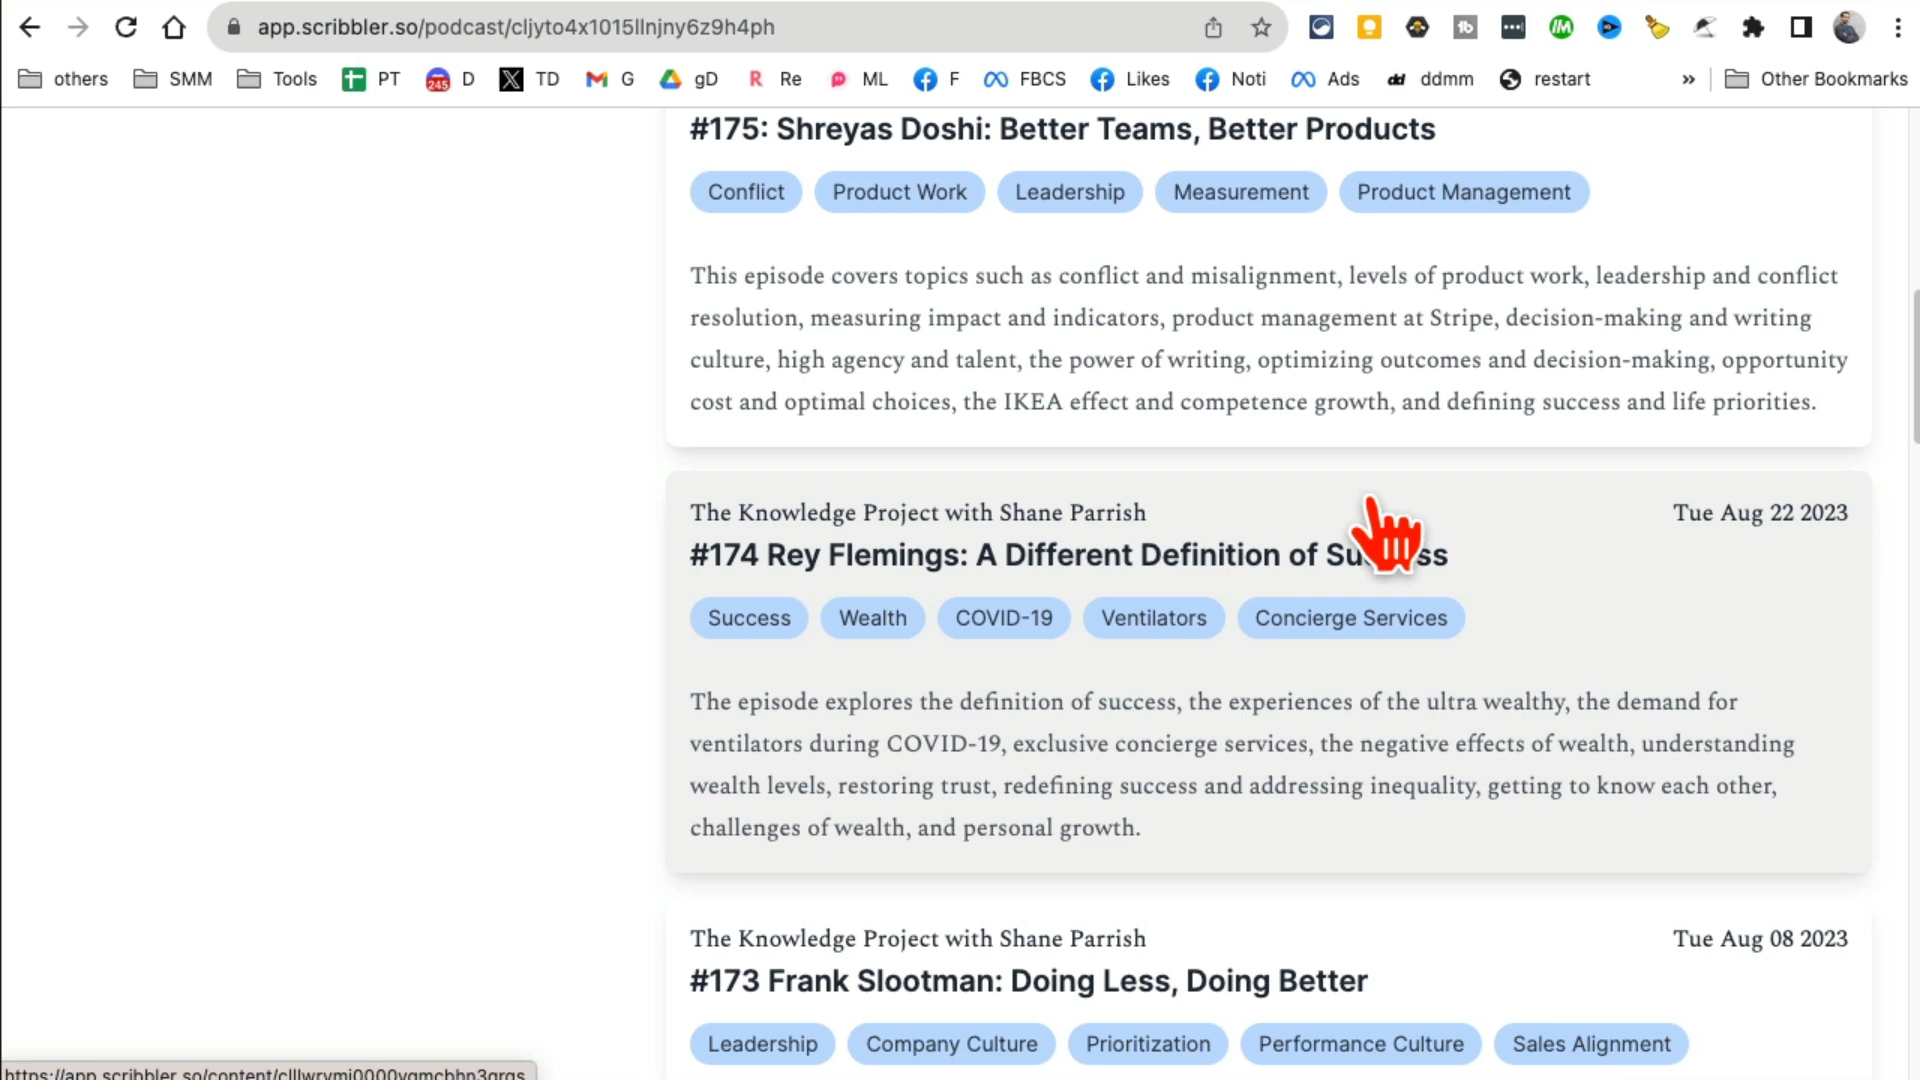 app.scribbler.so/podcast/cljyto4x1015llnjny6z9h4ph
others SMM Tools PT 245 D TD G gD R Re ML F FBCS Likes Noti Ads dd ddmm restart » Other Bookmarks
#175: Shreyas Doshi: Better Teams, Better Products
Conflict Product Work Leadership Measurement Product Management
This episode covers topics such as conflict and misalignment, levels of product work, leadership and conflict
resolution, measuring impact and indicators, product management at Stripe, decision-making and writing
culture, high agency and talent, the power of writing, optimizing outcomes and decision-making, opportunity
cost and optimal choices, the IKEA effect and competence growth, and defining success and life priorities.
The Knowledge Project with Shane Parrish Tue Aug 22 2023
#174 Rey Flemings: A Different Definition of Success
Success Wealth COVID-19 Ventilators Concierge Services
The episode explores the definition of success, the experiences of the ultra wealthy, the demand for
ventilators during COVID-19, exclusive concierge services, the negative effects of wealth, understanding
wealth levels, restoring trust, redefining success and addressing inequality, getting to know each other,
challenges of wealth, and personal growth.
The Knowledge Project with Shane Parrish Tue Aug 08 2023
#173 Frank Slootman: Doing Less, Doing Better
Leadership Company Culture Prioritization Performance Culture Sales Alignment